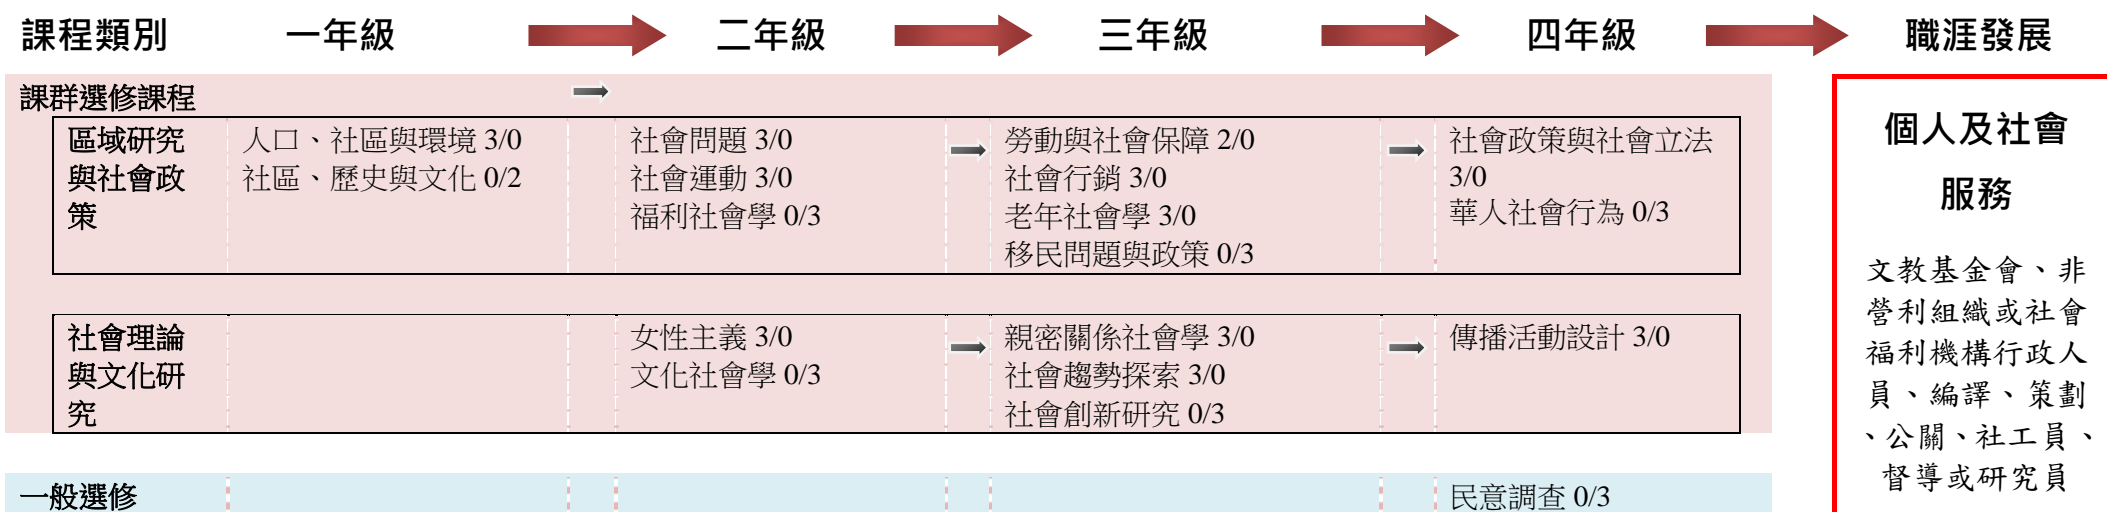 課程類別 一年級 二年級 三年級 四年級 職涯發展
課群選修課程
區域研究
與社會政
策
人口、社區與環境 3/0
社區、歷史與文化 0/2
社會問題 3/0
社會運動 3/0
福利社會學 0/3
勞動與社會保障 2/0
社會行銷 3/0
老年社會學 3/0
移民問題與政策 0/3
社會政策與社會立法
3/0
華人社會行為 0/3
社會理論
與文化研
究
女性主義 3/0
文化社會學 0/3
親密關係社會學 3/0
社會趨勢探索 3/0
社會創新研究 0/3
傳播活動設計 3/0
一般選修
民意調查 0/3
個人及社會
服務
文教基金會、非
營利組織或社會
福利機構行政人
員、編譯、策劃
、公關、社工員、
督導或研究員